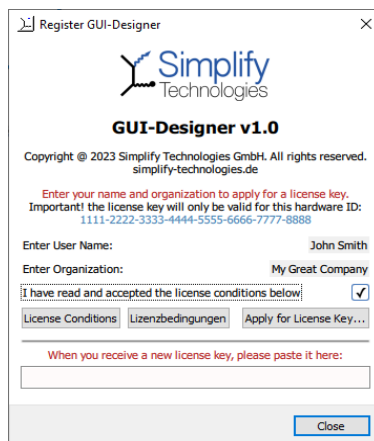 Register GUI-Designer
Simplify
Technologies
GUI-Designer v1.0
Copyright @ 2023 Simplify Technologies GmbH. All rights reserved.
simplify-technologies.de
Enter your name and organization to apply for a license key.
Important! the license key will only be valid for this hardware ID:
1111-2222-3333-4444-5555-6666-7777-8888
Enter User Name: John Smith
Enter Organization: My Great Company
I have read and accepted the license conditions below
License Conditions Lizenzbedingungen Apply for License Key...
When you receive a new license key, please paste it here:
Close